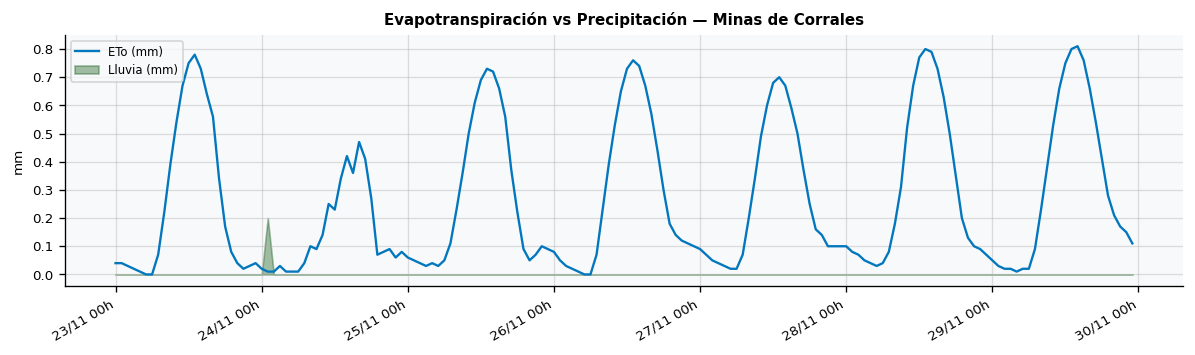 Evapotranspiración vs Precipitación — Minas de Corrales
ETo (mm)
Lluvia (mm)
mm
0.8
0.7
0.6
0.5
0.4
0.3
0.2
0.1
0.0
23/11 00h
24/11 00h
25/11 00h
26/11 00h
27/11 00h
28/11 00h
29/11 00h
30/11 00h